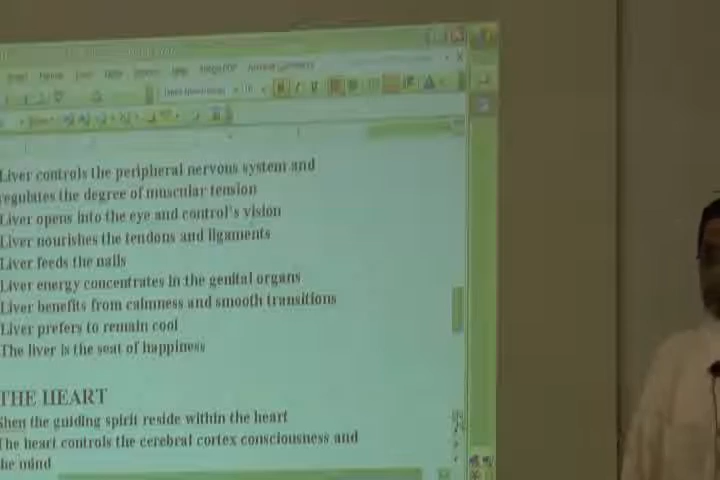 Liver controls the peripheral nervous system and
regulates the degree of muscular tension
Liver opens into the eye and control's vision
Liver nourishes the tendons and ligaments
Liver feeds the nails
Liver energy concentrates in the genital organs
Liver benefits from calmness and smooth transitions
Liver prefers to remain cool
The liver is the seat of happiness
THE HEART
Shen the guiding spirit reside within the heart
The heart controls the cerebral cortex consciousness and
he mind